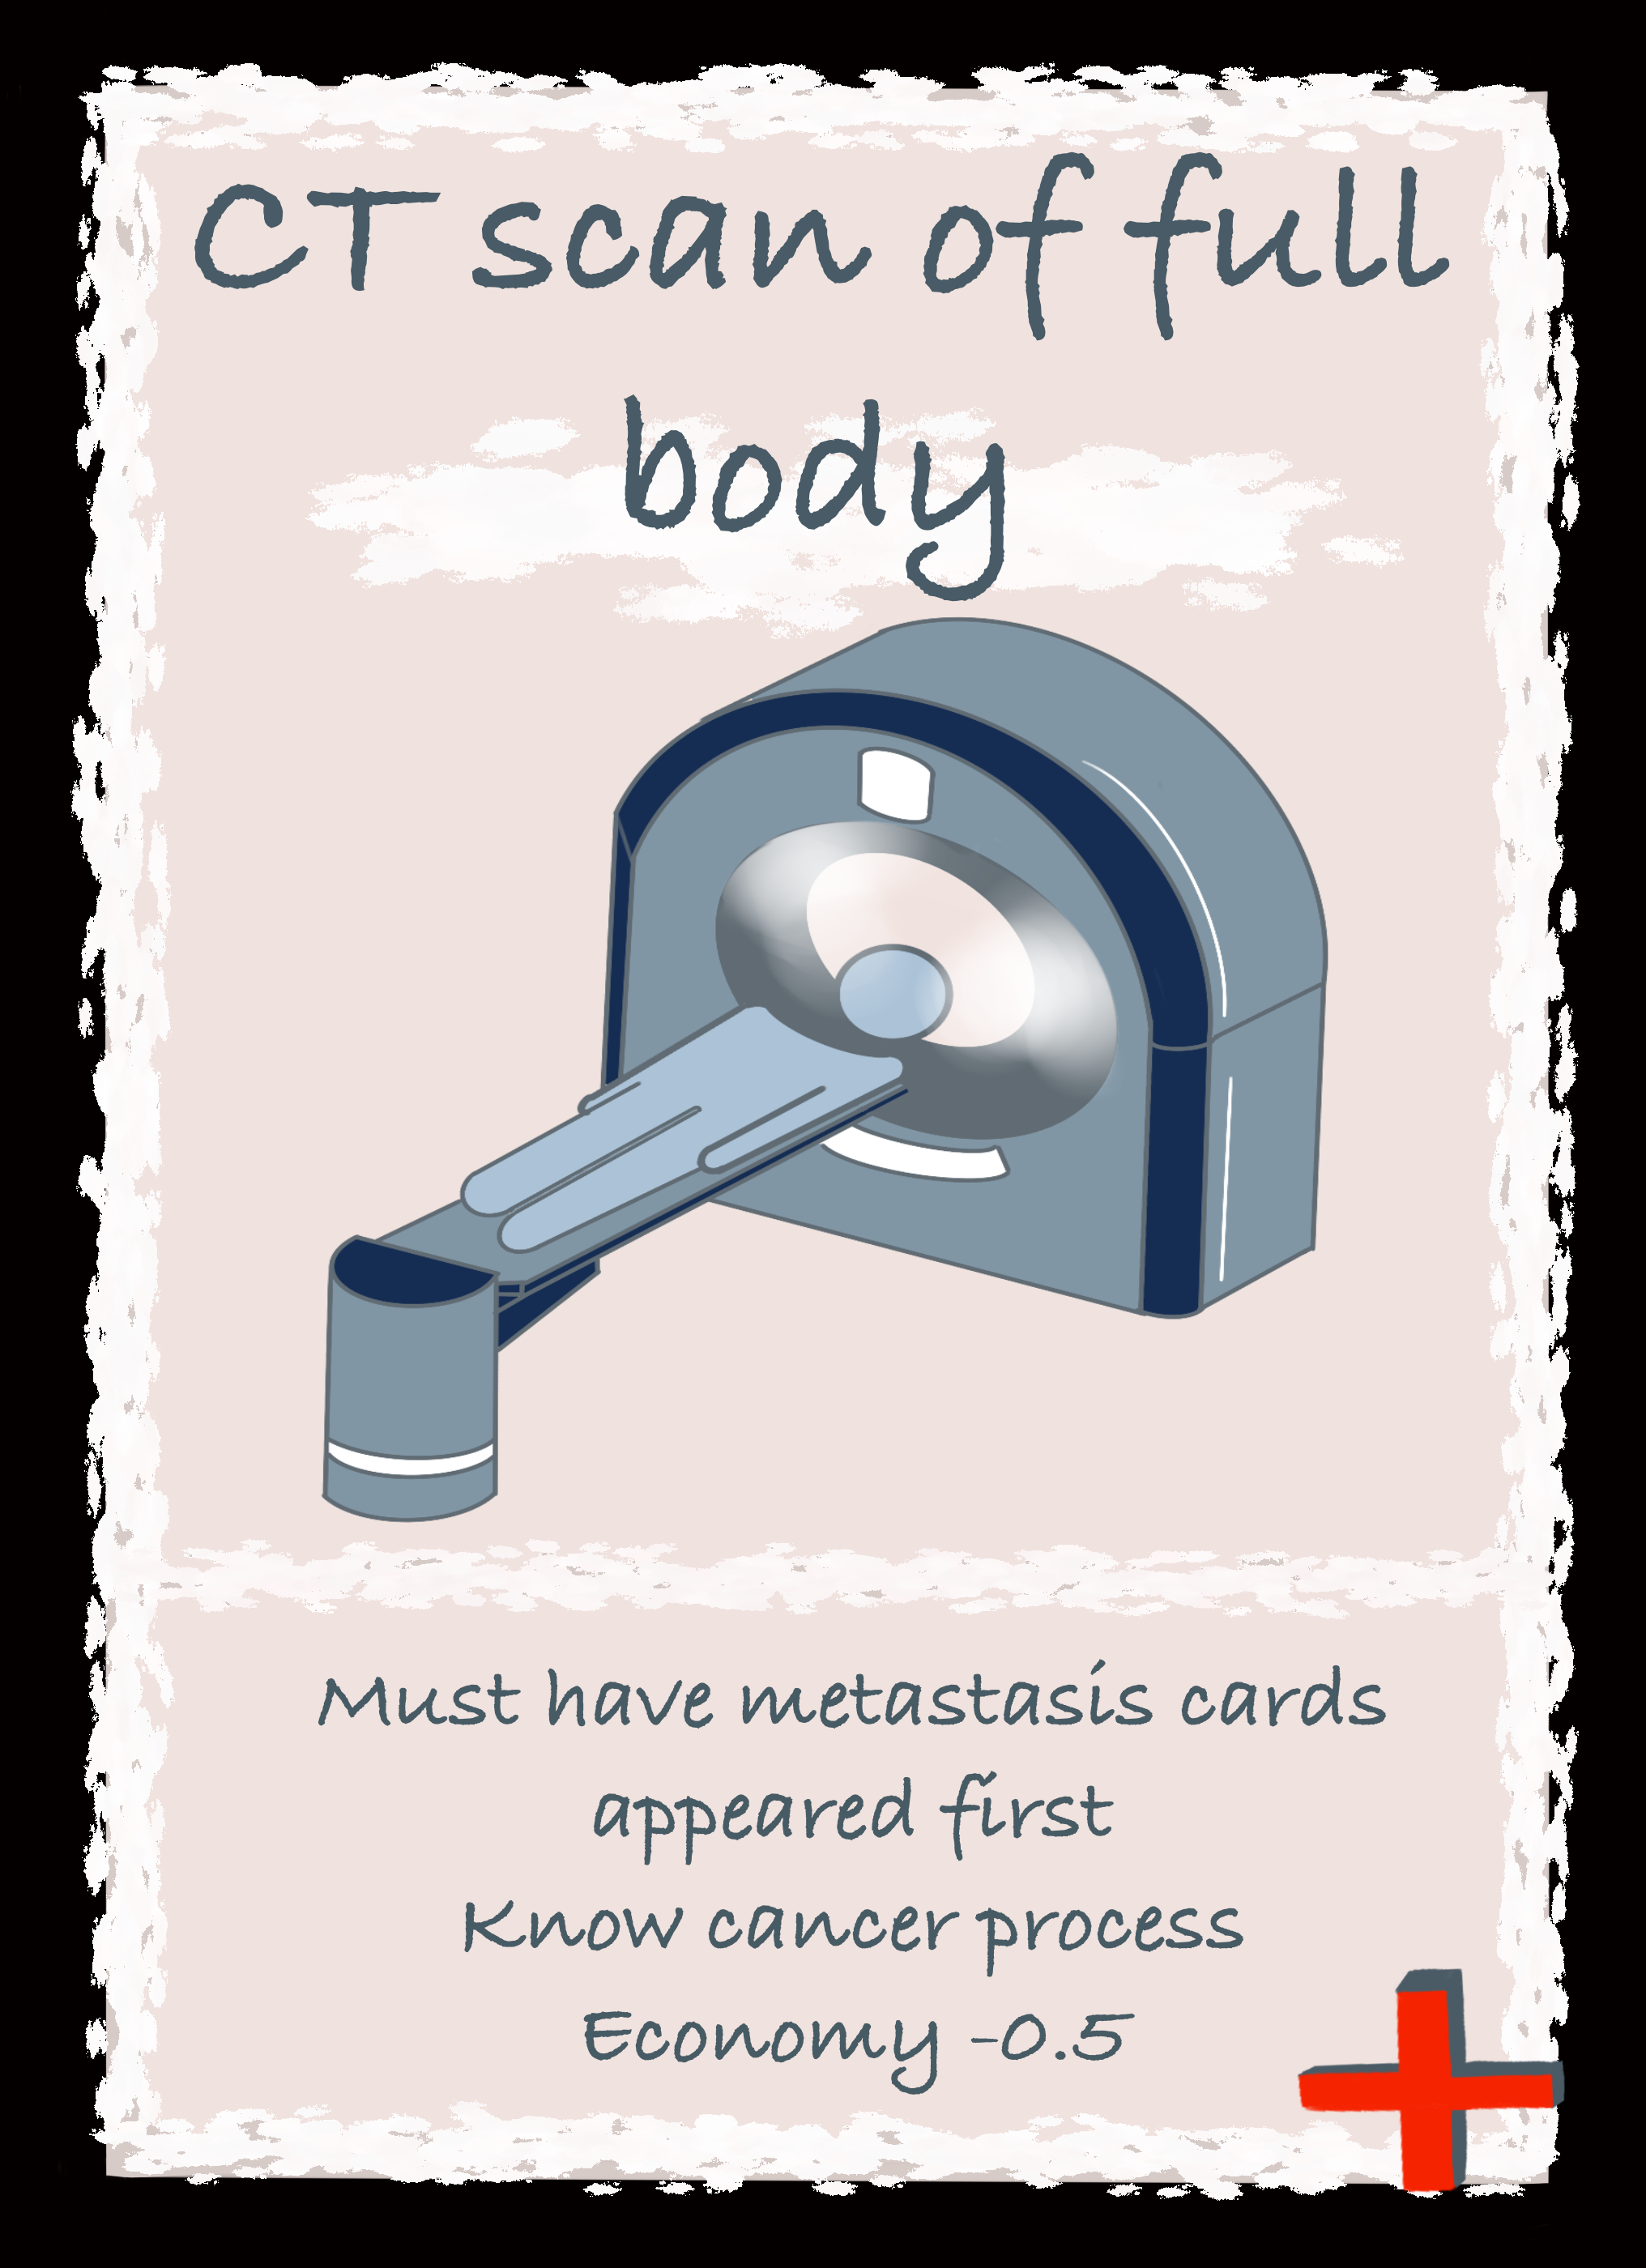 CT scan of full
body
Must have metastasis cards
appeared first
Know cancer process
Economy -0.5